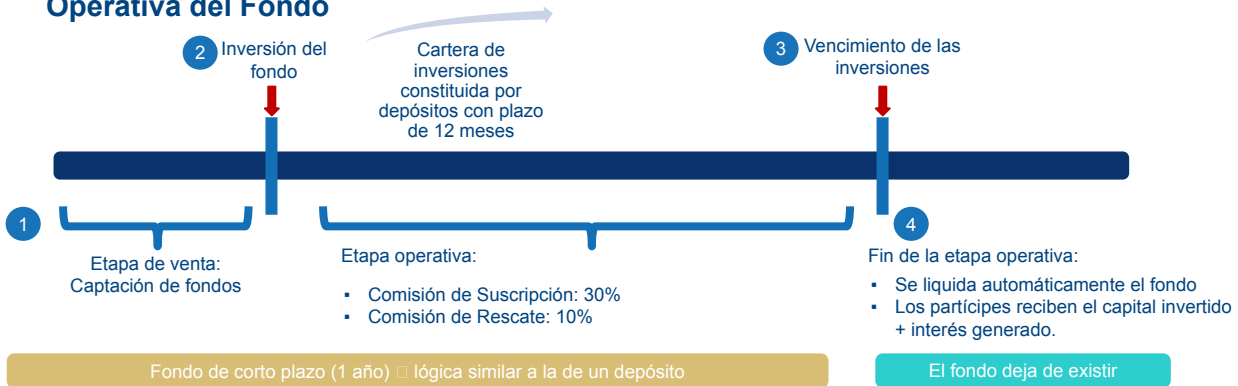 Operativa del Fondo
2
Inversión del
fondo
Cartera de
inversiones
constituida por
depósitos con plazo
de 12 meses
3
Vencimiento de las
inversiones
1
Etapa de venta:
Captación de fondos
Etapa operativa:
▪ Comisión de Suscripción: 30%
▪ Comisión de Rescate: 10%
4
Fin de la etapa operativa:
▪ Se liquida automáticamente el fondo
▪ Los partícipes reciben el capital invertido
+ interés generado.
Fondo de corto plazo (1 año) □ lógica similar a la de un depósito
El fondo deja de existir